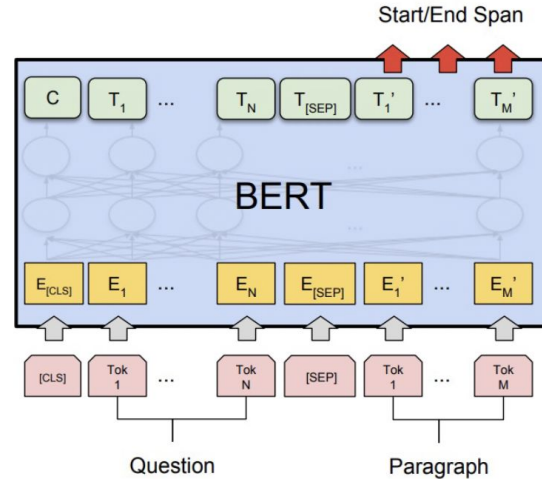 Start/End Span
C T1 ... TN T[SEP] T1' ... TM'
...
BERT
...
E[CLS] E1 ... EN E[SEP] E1' ... EM'
[CLS] Tok 1 ... Tok N [SEP] Tok 1 ... Tok M
Question Paragraph